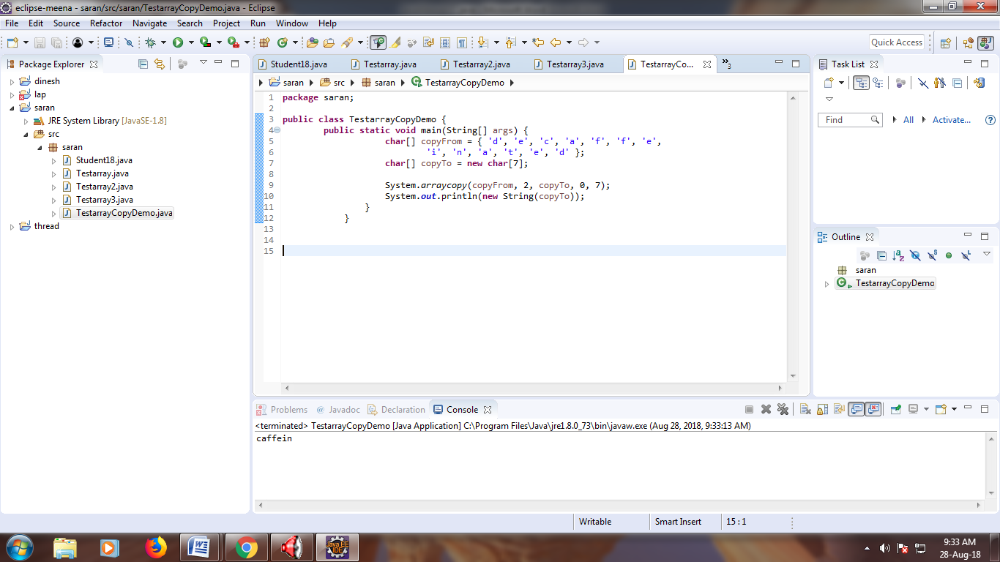 eclipse-meena - saran/src/saran/TestarrayCopyDemo.java - Eclipse
File Edit Source Refactor Navigate Search Project Run Window Help
Quick Access
Package Explorer
dinesh
lap
saran
JRE System Library [JavaSE-1.8]
src
saran
Student18.java
Testarray.java
Testarray2.java
Testarray3.java
TestarrayCopyDemo.java
thread
Student18.java Testarray.java Testarray2.java Testarray3.java TestarrayCo... »3
saran src saran TestarrayCopyDemo
1 package saran;
2
3 public class TestarrayCopyDemo {
4 public static void main(String[] args) {
5 char[] copyFrom = { 'd', 'e', 'c', 'a', 'f', 'f', 'e',
6 'i', 'n', 'a', 't', 'e', 'd' };
7 char[] copyTo = new char[7];
8
9 System.arraycopy(copyFrom, 2, copyTo, 0, 7);
10 System.out.println(new String(copyTo));
11 }
12 }
13
14
15
Task List
Find All Activate...
Outline
saran
TestarrayCopyDemo
Problems @ Javadoc Declaration Console
<terminated> TestarrayCopyDemo [Java Application] C:\Program Files\Java\jre1.8.0_73\bin\javaw.exe (Aug 28, 2018, 9:33:13 AM)
caffein
Writable Smart Insert 15 : 1
Java EE
IDE
9:33 AM
28-Aug-18